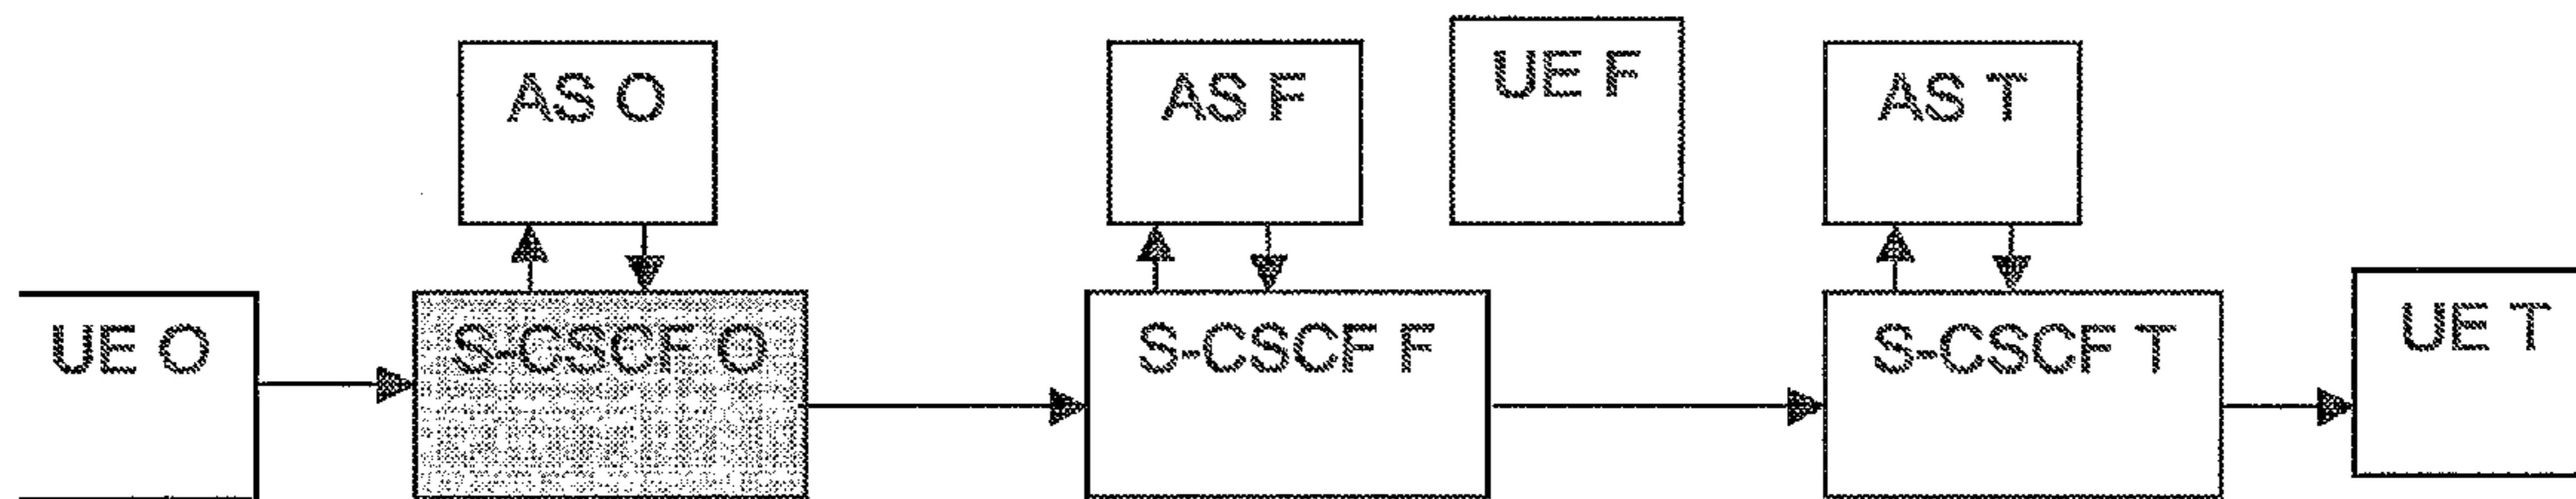 AS O
AS F
UE F
AS T
UE O
S-CSCF O
S-CSCF F
S-CSCF T
UE T